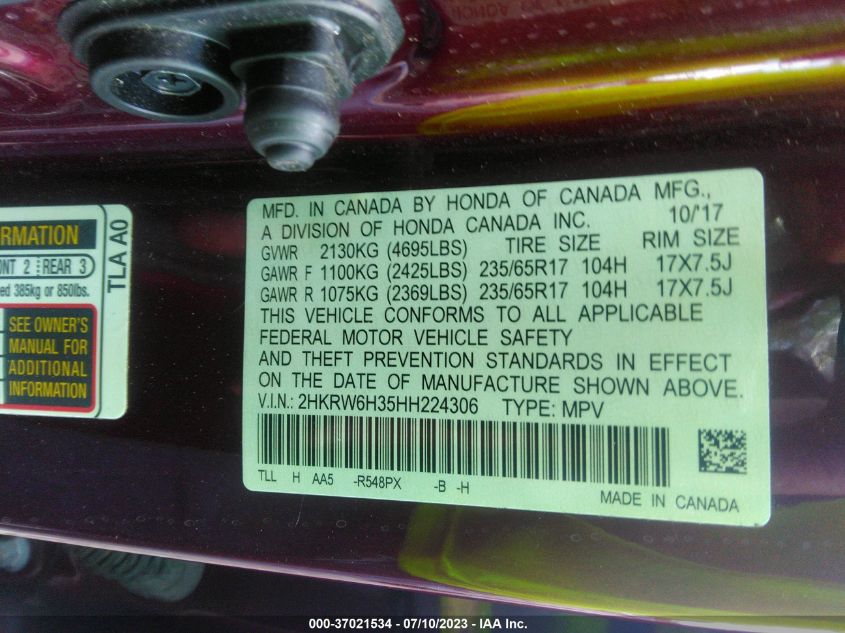 RMATION
ONT 2 REAR 3
ed 385kg or 850lbs.
SEE OWNER'S
MANUAL FOR
ADDITIONAL
INFORMATION
TLA A0
MFD. IN CANADA BY HONDA OF CANADA MFG.,
A DIVISION OF HONDA CANADA INC. 10/17
GVWR 2130KG (4695LBS) TIRE SIZE RIM SIZE
GAWR F 1100KG (2425LBS) 235/65R17 104H 17X7.5J
GAWR R 1075KG (2369LBS) 235/65R17 104H 17X7.5J
THIS VEHICLE CONFORMS TO ALL APPLICABLE
FEDERAL MOTOR VEHICLE SAFETY
AND THEFT PREVENTION STANDARDS IN EFFECT
ON THE DATE OF MANUFACTURE SHOWN ABOVE.
V.I.N.: 2HKRW6H35HH224306 TYPE: MPV
TLL H AA5 -R548PX -B -H
MADE IN CANADA
000-37021534 - 07/10/2023 - IAA Inc.